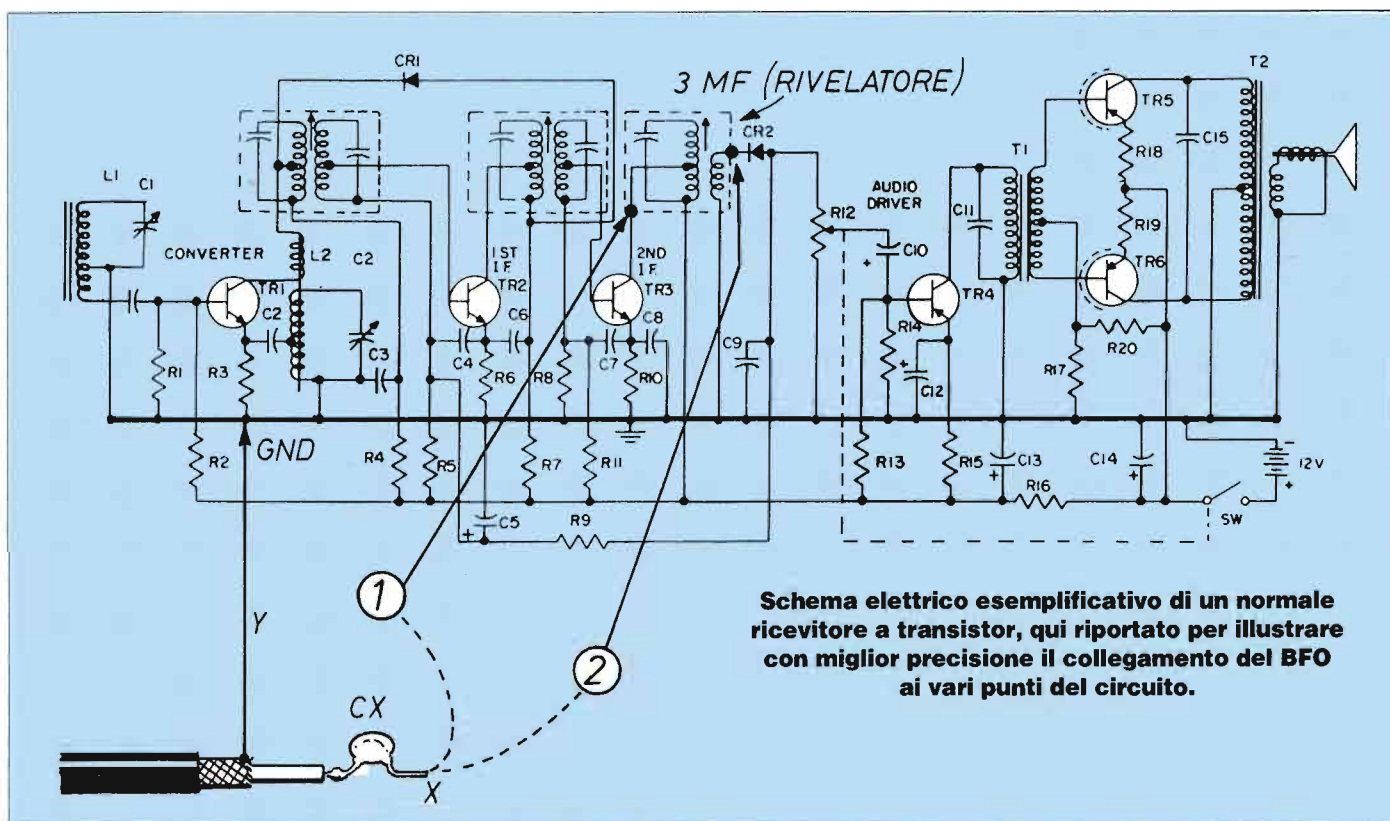 CR1
3 MF (RIVELATORE)
T2
TR5
CR2
C15
R18
L1
C1
T1
AUDIO
DRIVER
R12
C11
R19
CONVERTER
L2
C2
1ST
I F.
2ND
I F.
C10
TR6
TR1
TR2
TR3
TR4
C2
C6
C8
R14
C3
C4
C7
C9
R20
R1
R3
R6
R8
R10
C12
R17
GND
R2
R4
R5
R7
R11
R13
R15
C13
C14
12V
R16
C5
R9
SW
+
-
1
Y
2
CX
X
Schema elettrico esemplificativo di un normale
ricevitore a transistor, qui riportato per illustrare
con miglior precisione il collegamento del BFO
ai vari punti del circuito.